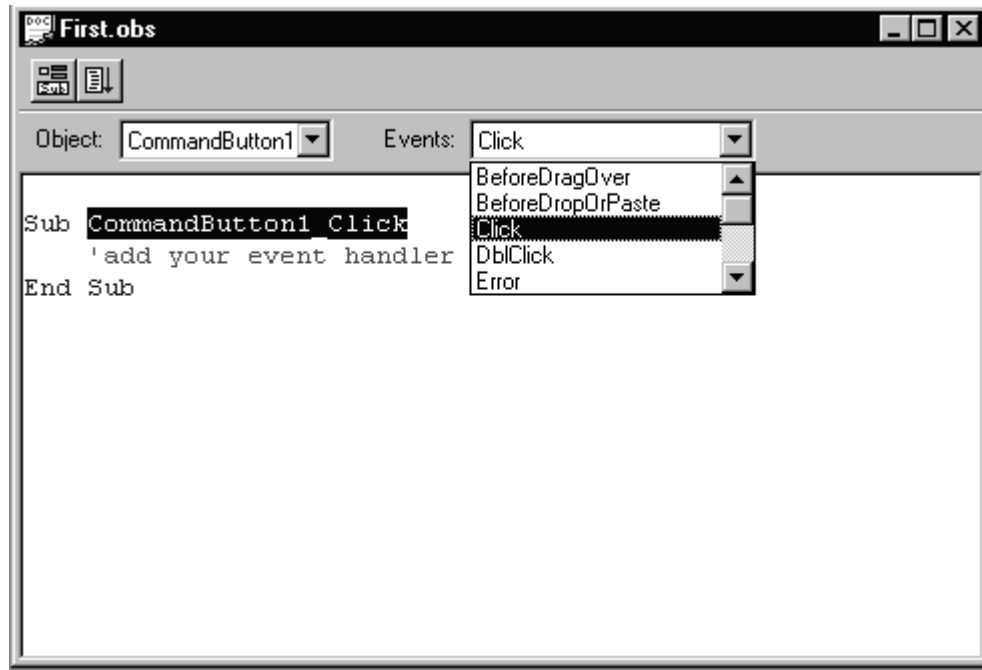 First.obs
Object: CommandButton1 Events: Click
BeforeDragOver
BeforeDropOrPaste
Click
DblClick
Error
Sub CommandButton1_Click
'add your event handler
End Sub